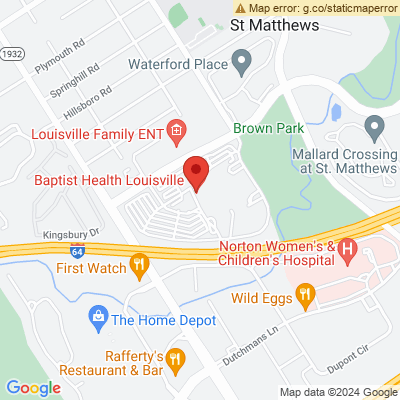 Map error: g.co/staticmaperror
St Matthews
1932
Plymouth Rd
Springhill Rd
Hillsboro Rd
Waterford Place
Louisville Family ENT
Brown Park
Mallard Crossing
at St. Matthews
Baptist Health Louisville
Kingsbury Dr
64
First Watch
Norton Women's &
Children's Hospital
H
Wild Eggs
The Home Depot
Dutchmans Ln
Rafferty's
Restaurant & Bar
Dupont Cir
Google
Map data ©2024 Google